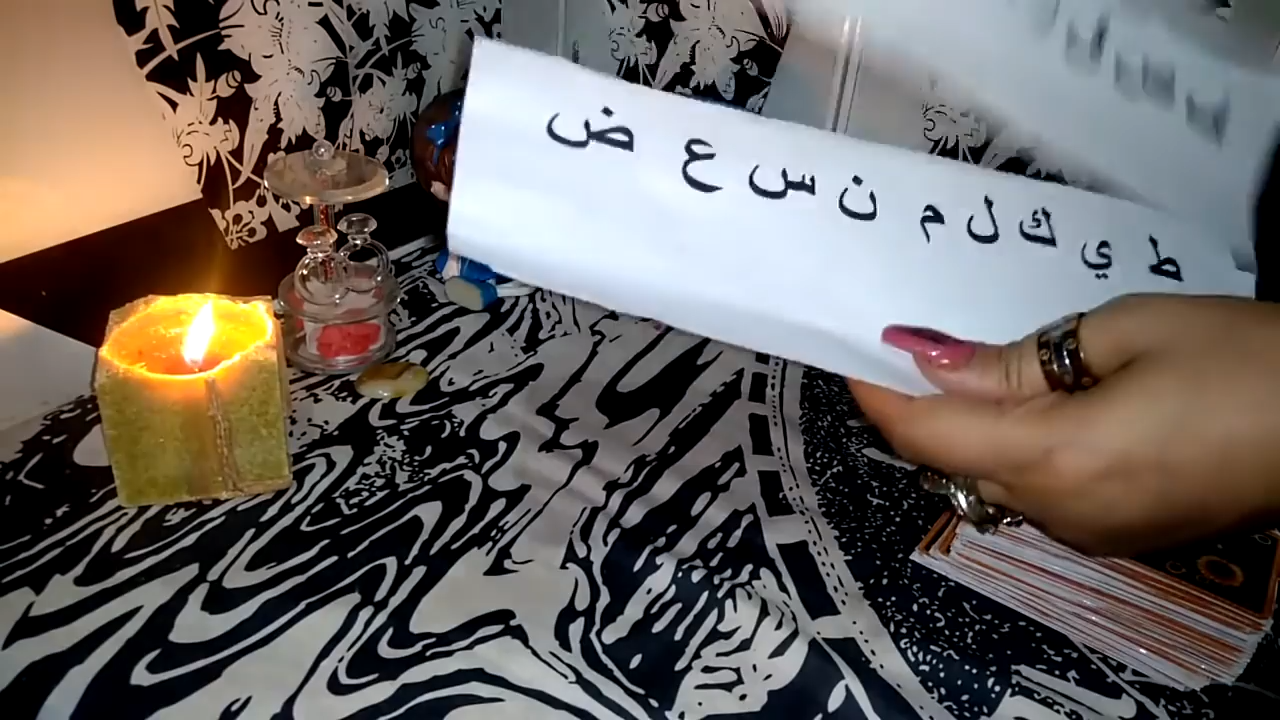 ط ي ك ل م ن س ع ض